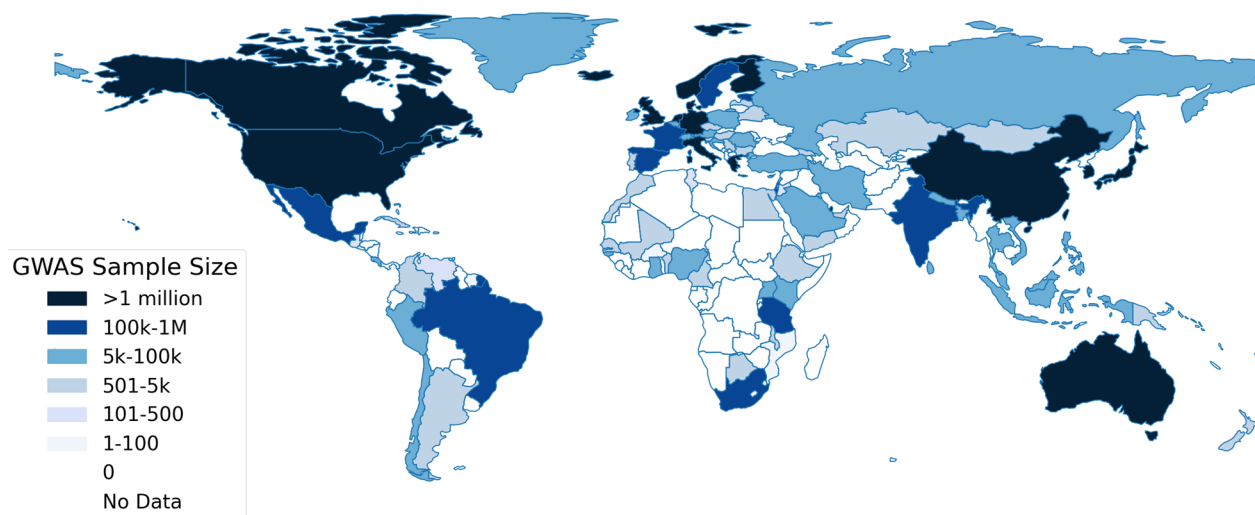 GWAS Sample Size
>1 million
100k-1M
5k-100k
501-5k
101-500
1-100
0
No Data